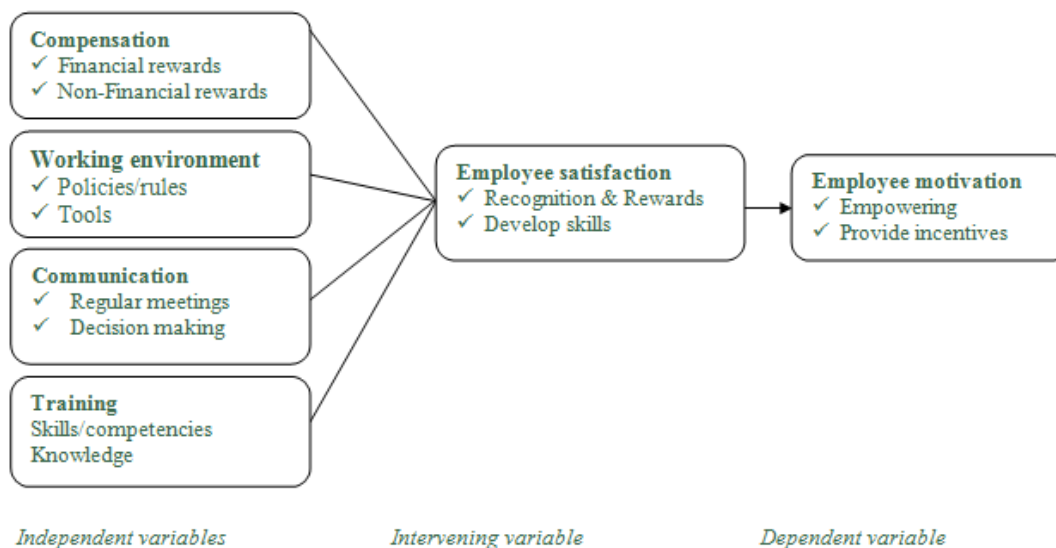 Compensation
✓ Financial rewards
✓ Non-Financial rewards
Working environment
✓ Policies/rules
✓ Tools
Communication
✓ Regular meetings
✓ Decision making
Training
Skills/competencies
Knowledge
Employee satisfaction
✓ Recognition & Rewards
✓ Develop skills
Employee motivation
✓ Empowering
✓ Provide incentives
Independent variables
Intervening variable
Dependent variable